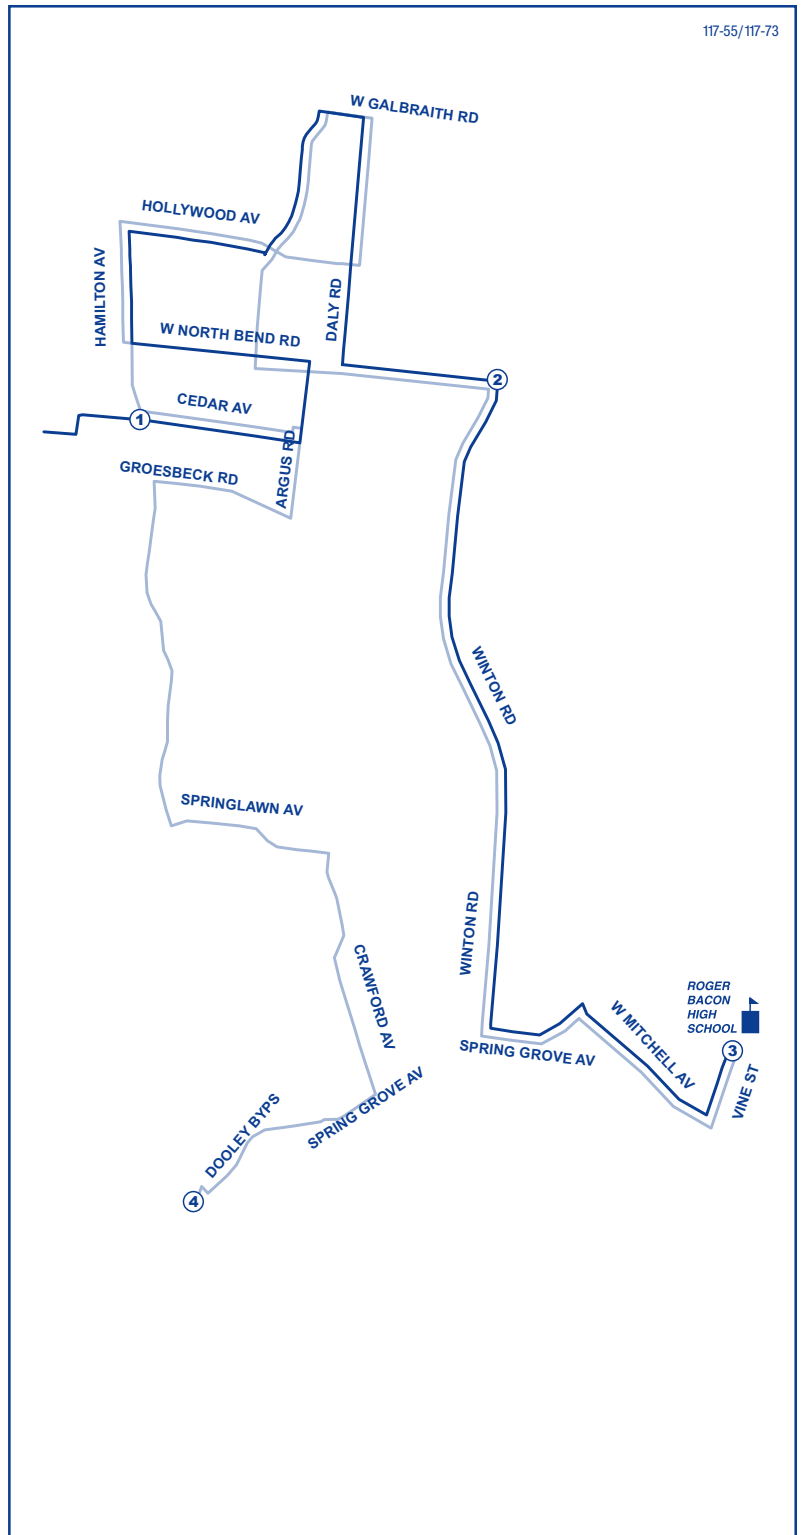 117-55/117-73
W GALBRAITH RD
HOLLYWOOD AV
HAMILTON AV
DALY RD
W NORTH BEND RD
2
CEDAR AV
1
ARGUS RD
GROESBECK RD
WINTON RD
SPRINGLAWN AV
WINTON RD
CRAWFORD AV
ROGER
BACON
HIGH
SCHOOL
W MITCHELL AV
SPRING GROVE AV
3
VINE ST
SPRING GROVE AV
DOOLEY BYPS
4